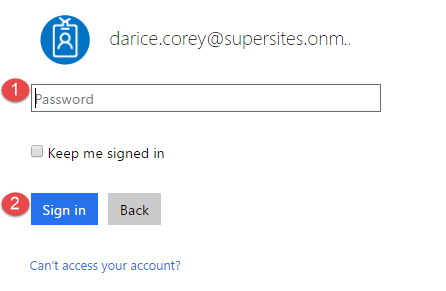 darice.corey@supersites.onm..
1
Password
Keep me signed in
2 Sign in Back
Can't access your account?